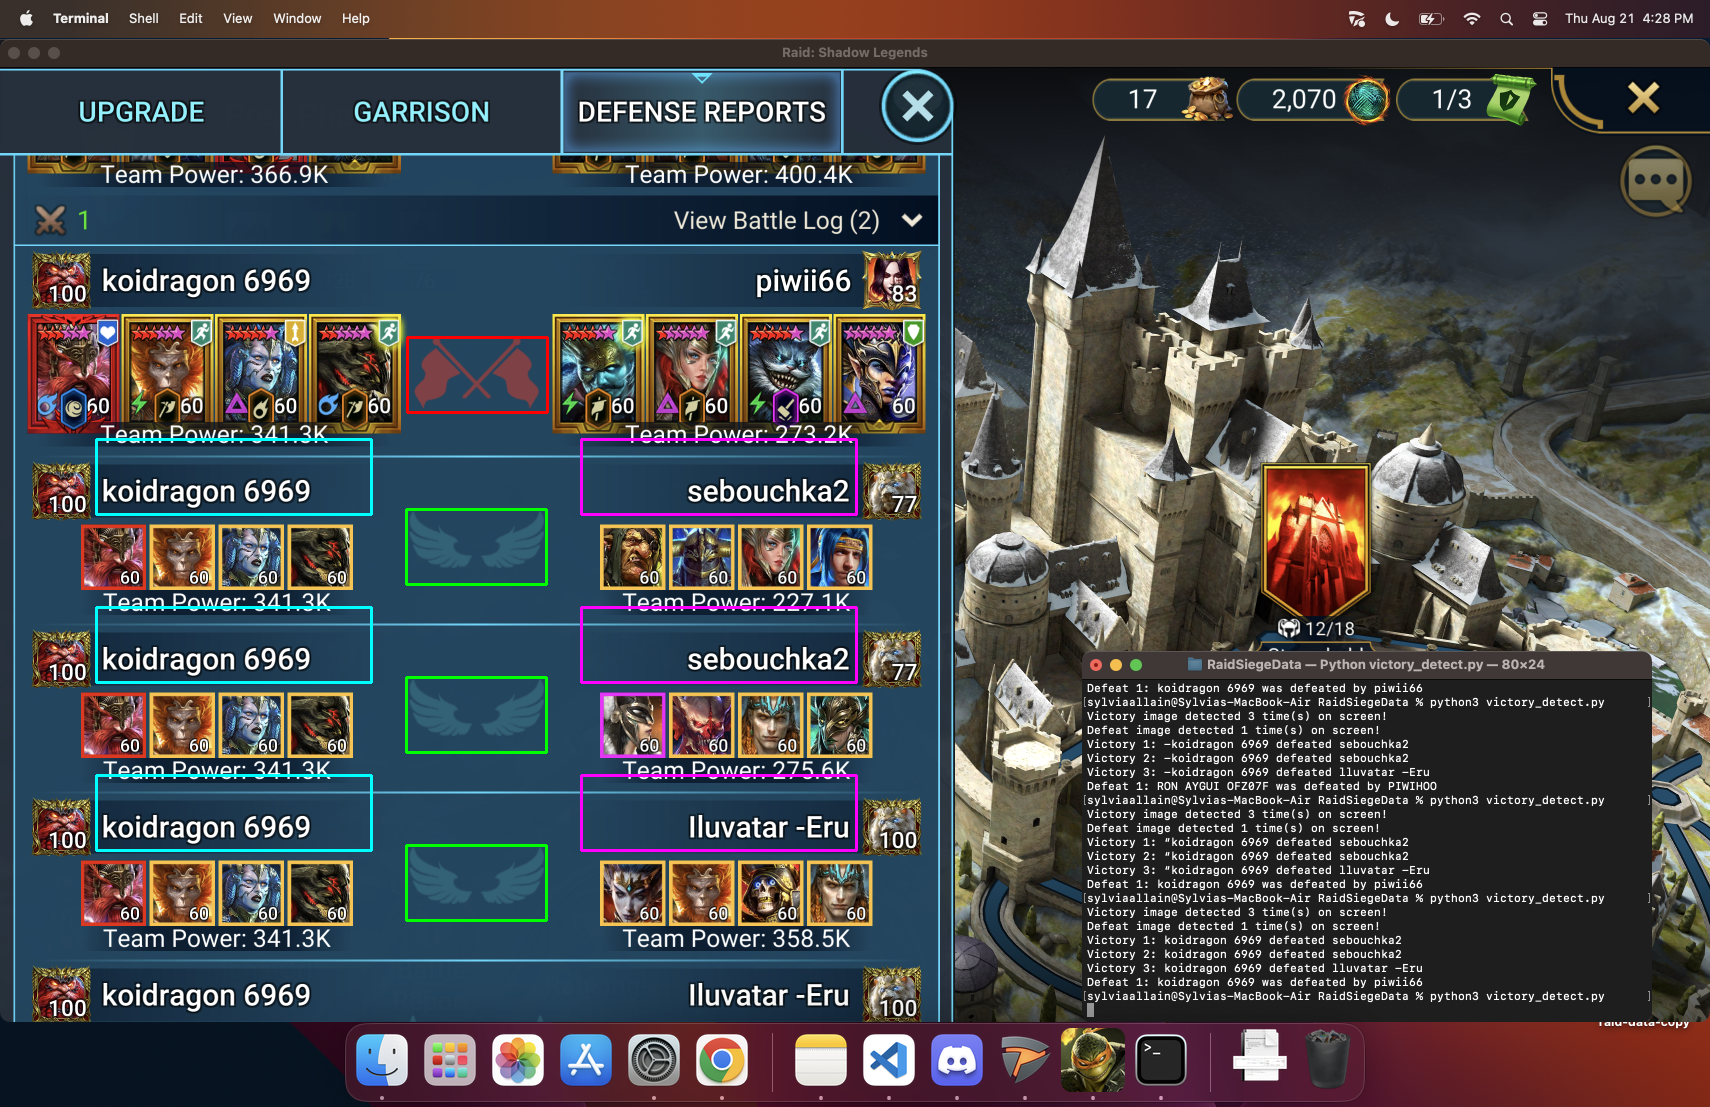 Terminal Shell Edit View Window Help Thu Aug 21 4:28 PM
Raid: Shadow Legends
UPGRADE GARRISON DEFENSE REPORTS
17 2,070 1/3
Team Power: 366.9K Team Power: 400.4K
1 View Battle Log (2)
100 koidragon 6969 piwii66 83
60 60 60 60 60 60 60 60
Team Power: 341.3K Team Power: 273.2K
100 koidragon 6969 sebouchka2 77
60 60 60 60 60 60 60 60
Team Power: 341.3K Team Power: 227.1K
100 koidragon 6969 sebouchka2 77
60 60 60 60 60 60 60 60
Team Power: 341.3K Team Power: 275.6K
100 koidragon 6969 Iluvatar -Eru 100
60 60 60 60 60 60 60 60
Team Power: 341.3K Team Power: 358.5K
100 koidragon 6969 Iluvatar -Eru 100
12/18
RaidSiegeData — Python victory_detect.py — 80×24
Defeat 1: koidragon 6969 was defeated by piwii66
[sylviaallain@Sylvias-MacBook-Air RaidSiegeData % python3 victory_detect.py ]
Victory image detected 3 time(s) on screen!
Defeat image detected 1 time(s) on screen!
Victory 1: -koidragon 6969 defeated sebouchka2
Victory 2: -koidragon 6969 defeated sebouchka2
Victory 3: -koidragon 6969 defeated lluvatar -Eru
Defeat 1: RON AYGUI OFZ07F was defeated by PIWIHOO
[sylviaallain@Sylvias-MacBook-Air RaidSiegeData % python3 victory_detect.py ]
Victory image detected 3 time(s) on screen!
Defeat image detected 1 time(s) on screen!
Victory 1: “koidragon 6969 defeated sebouchka2
Victory 2: “koidragon 6969 defeated sebouchka2
Victory 3: “koidragon 6969 defeated lluvatar -Eru
Defeat 1: koidragon 6969 was defeated by piwii66
[sylviaallain@Sylvias-MacBook-Air RaidSiegeData % python3 victory_detect.py ]
Victory image detected 3 time(s) on screen!
Defeat image detected 1 time(s) on screen!
Victory 1: koidragon 6969 defeated sebouchka2
Victory 2: koidragon 6969 defeated sebouchka2
Victory 3: koidragon 6969 defeated lluvatar -Eru
Defeat 1: koidragon 6969 was defeated by piwii66
[sylviaallain@Sylvias-MacBook-Air RaidSiegeData % python3 victory_detect.py ]
raid-data-copy